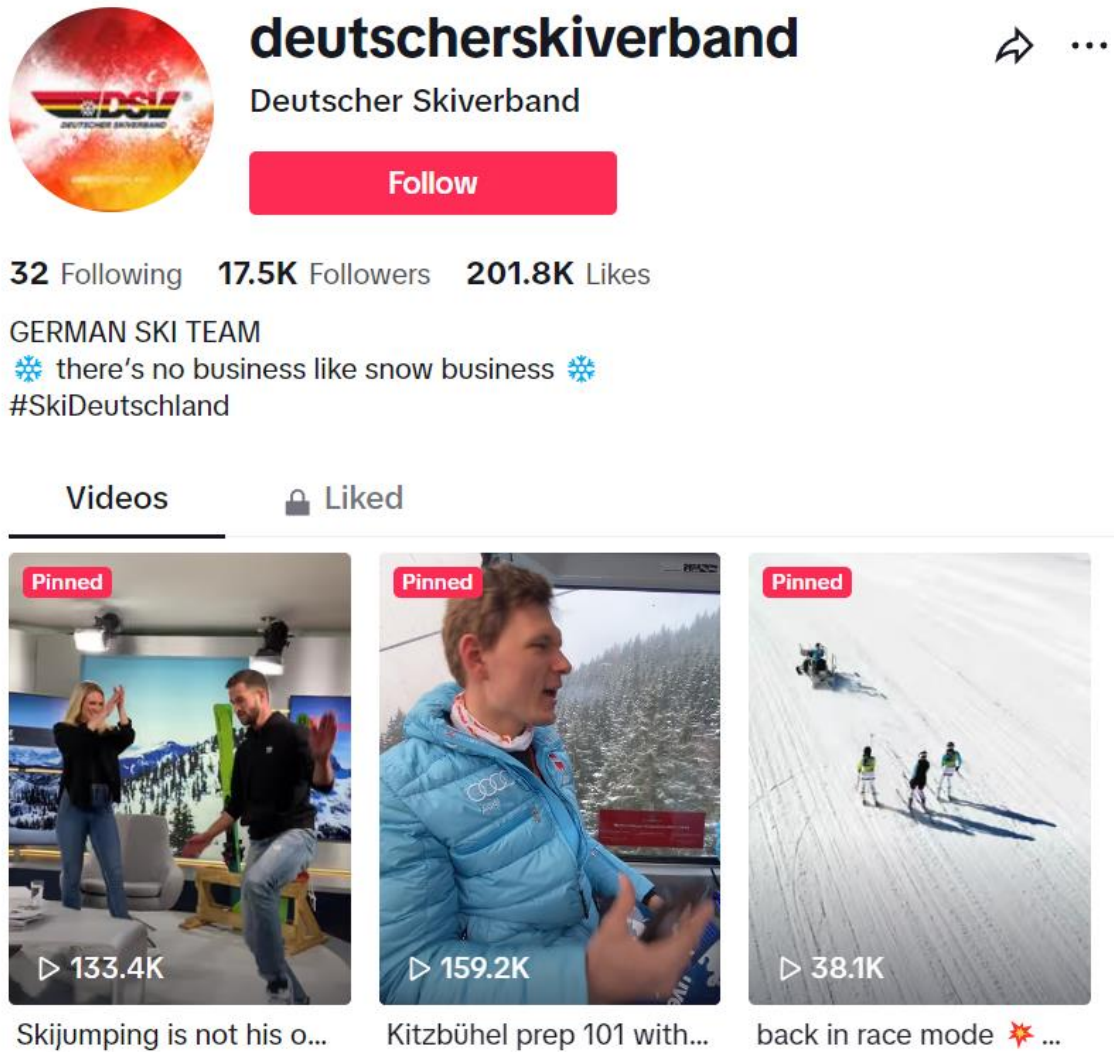 deutscherskiverband
Deutscher Skiverband
DSV
DEUTSCHER SKIVERBAND
Follow
32 Following 17.5K Followers 201.8K Likes
GERMAN SKI TEAM
❄️ there's no business like snow business ❄️
#SkiDeutschland
Videos Liked
Pinned Pinned Pinned
133.4K 159.2K 38.1K
Skijumping is not his o... Kitzbühel prep 101 with... back in race mode 💥 ...